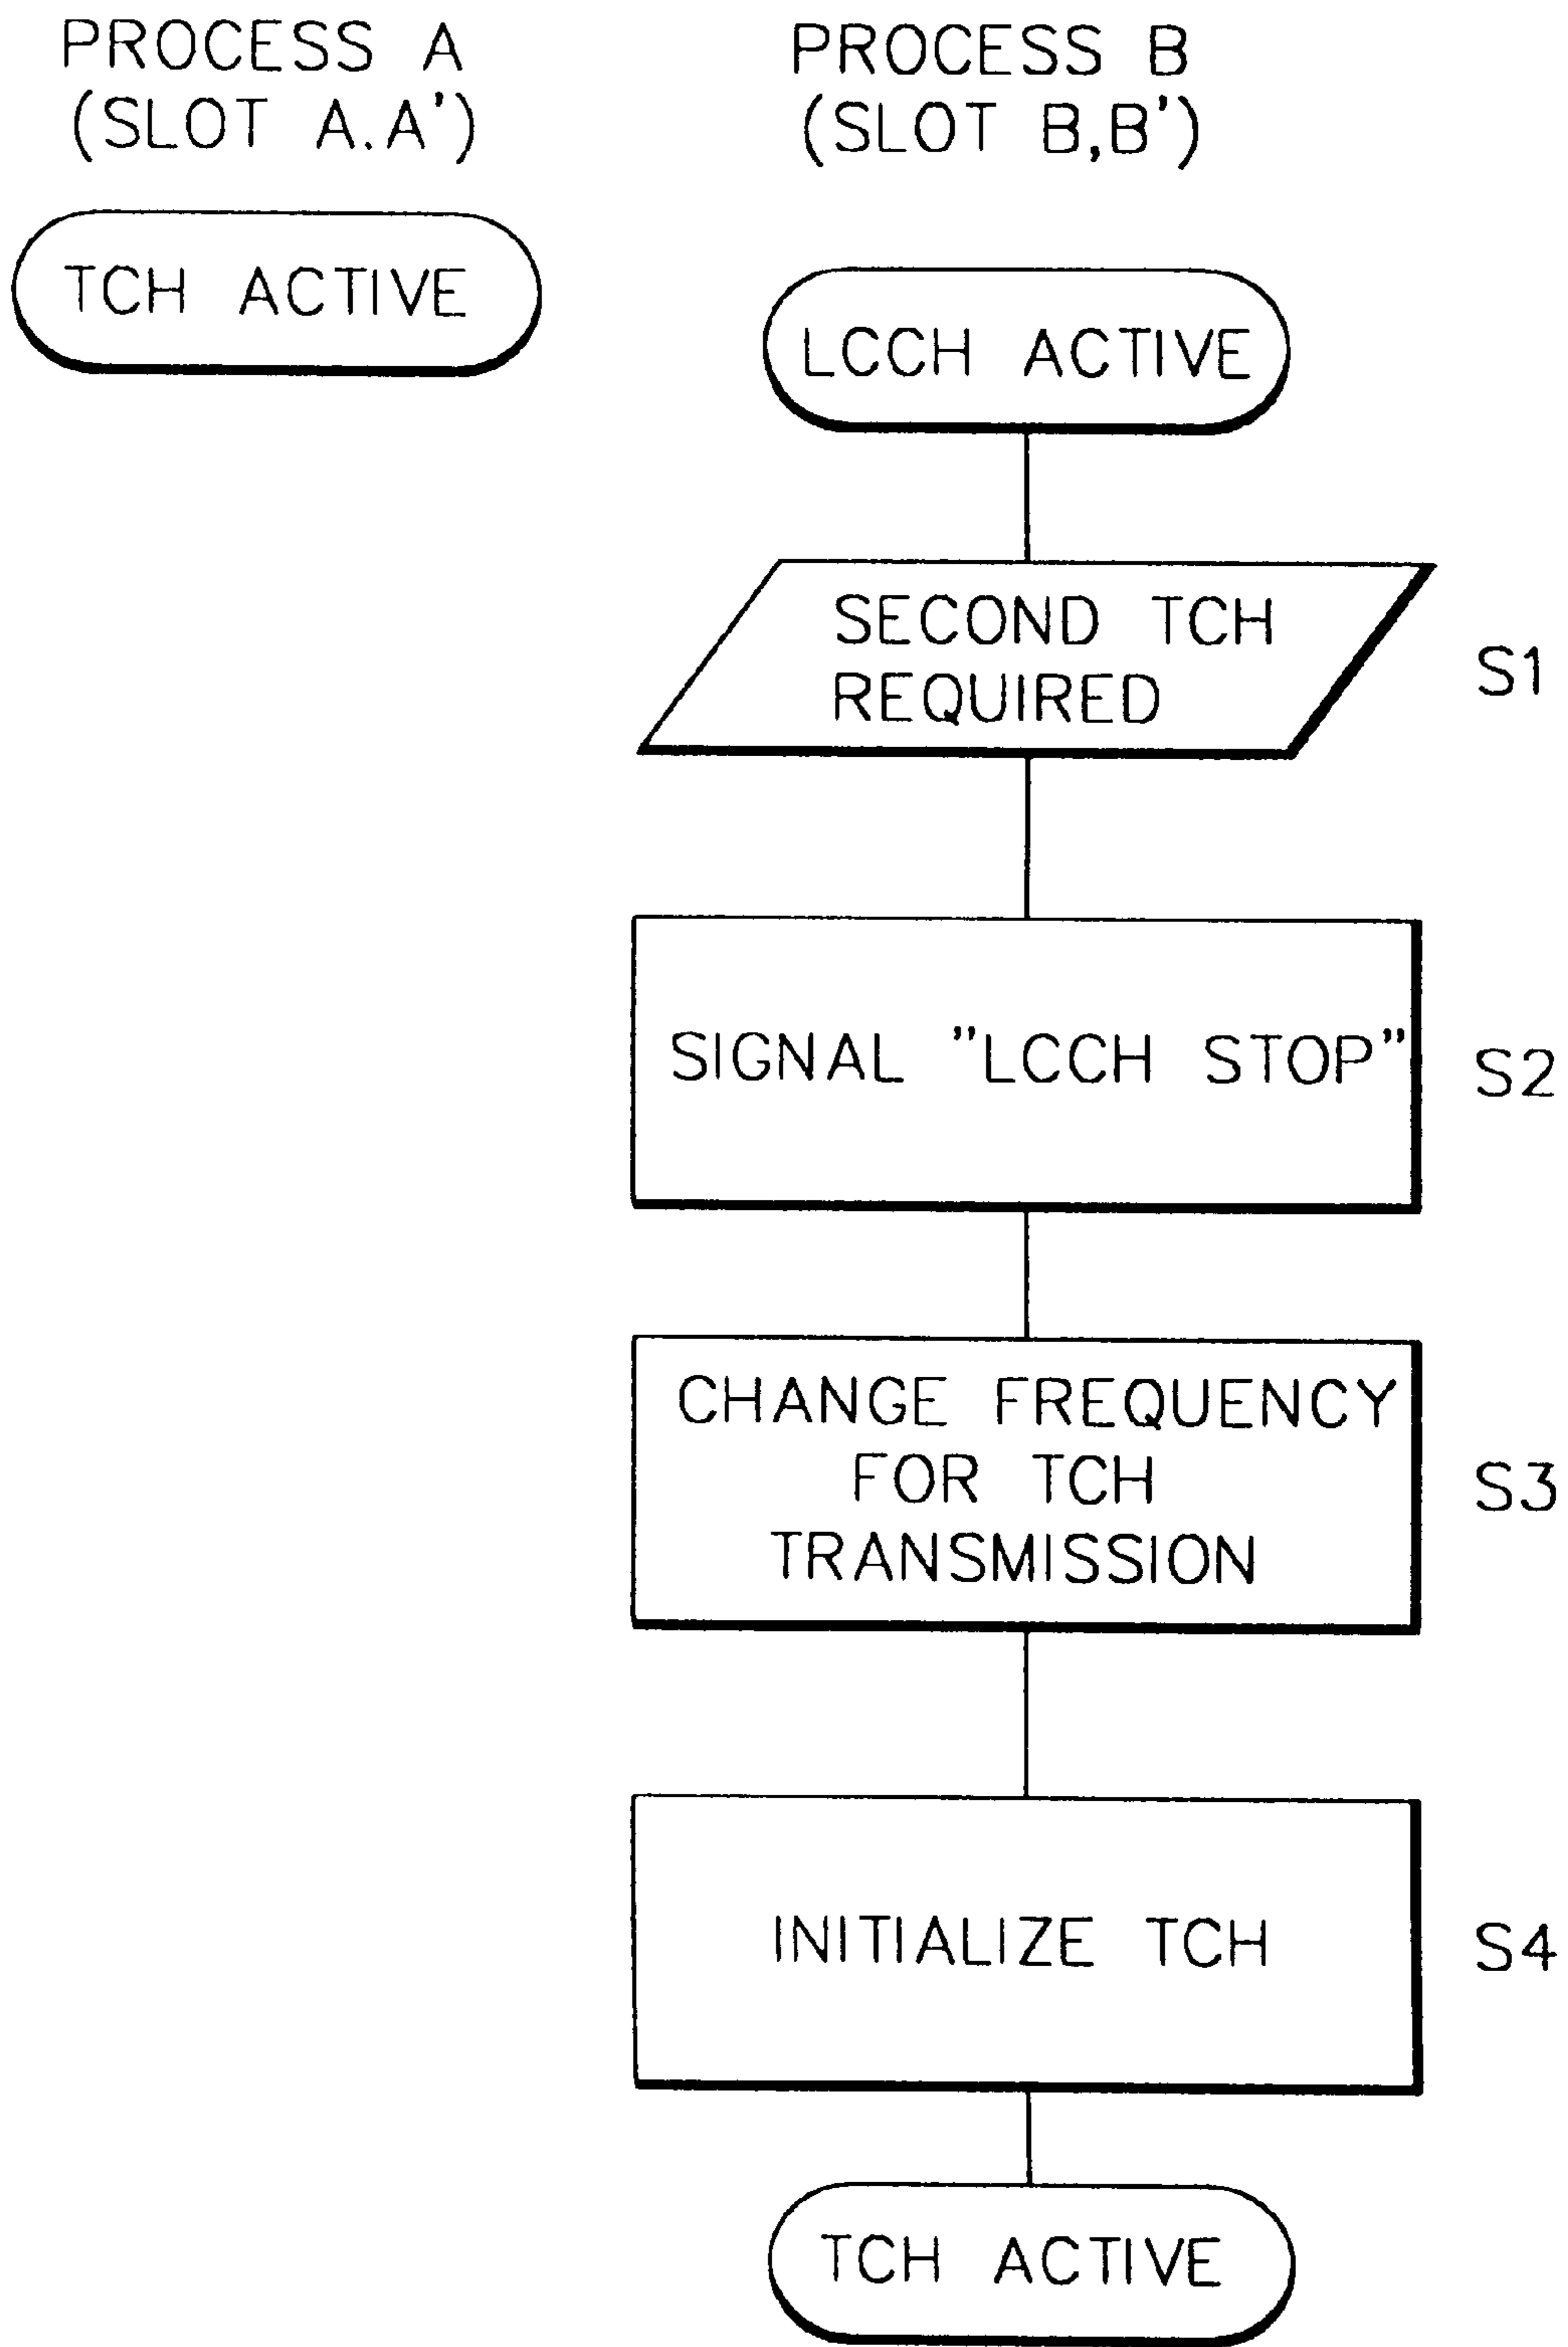 PROCESS A
(SLOT A.A')
TCH ACTIVE
PROCESS B
(SLOT B,B')
LCCH ACTIVE
SECOND TCH
REQUIRED
S1
SIGNAL "LCCH STOP"
S2
CHANGE FREQUENCY
FOR TCH
TRANSMISSION
S3
INITIALIZE TCH
S4
TCH ACTIVE